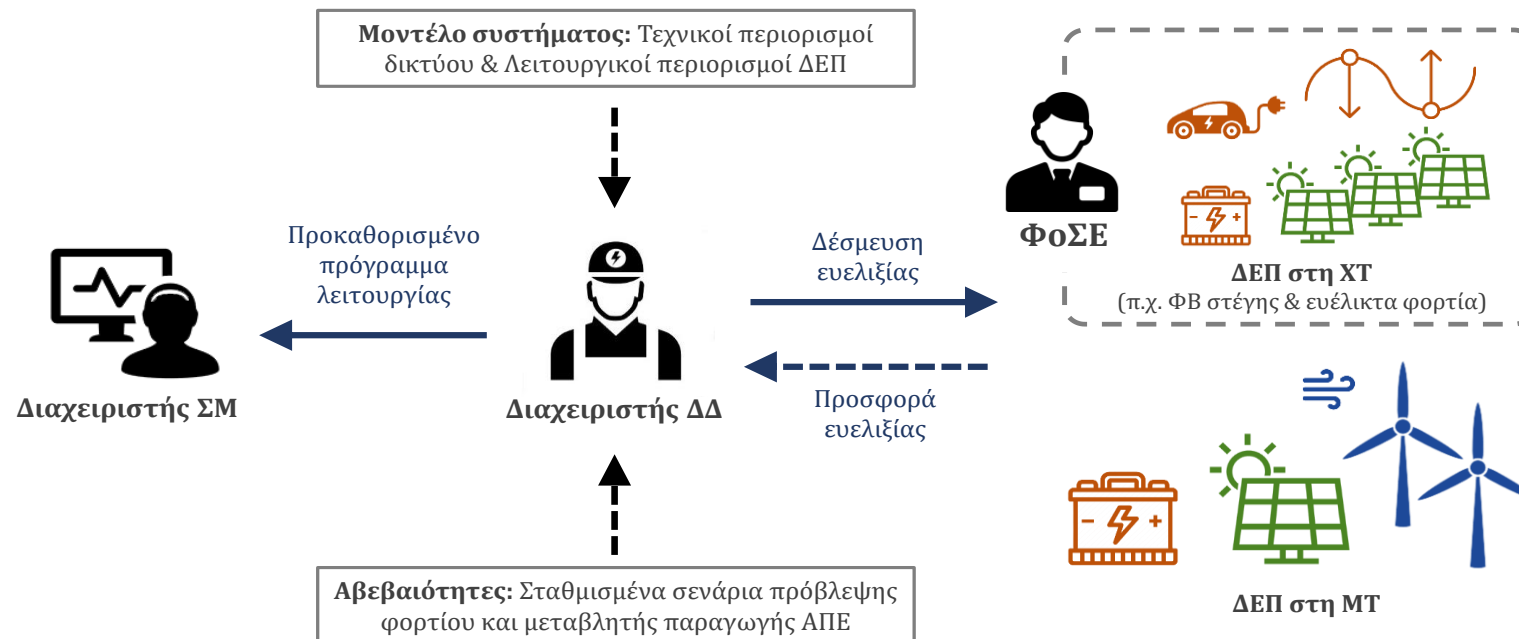 Μοντέλο συστήματος: Τεχνικοί περιορισμοί
δικτύου & Λειτουργικοί περιορισμοί ΔΕΠ
Προκαθορισμένο
πρόγραμμα
λειτουργίας
Διαχειριστής ΣΜ
Διαχειριστής ΔΔ
Δέσμευση
ευελιξίας
Προσφορά
ευελιξίας
ΦοΣΕ
ΔΕΠ στη ΧΤ
(π.χ. ΦΒ στέγης & ευέλικτα φορτία)
ΔΕΠ στη ΜΤ
Αβεβαιότητες: Σταθμισμένα σενάρια πρόβλεψης
φορτίου και μεταβλητής παραγωγής ΑΠΕ